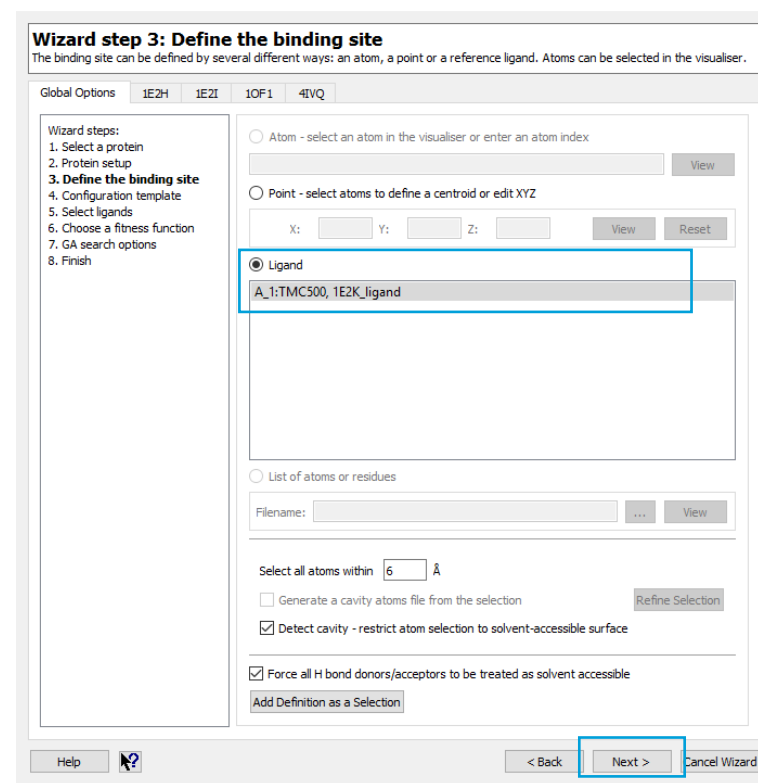 Wizard step 3: Define the binding site
The binding site can be defined by several different ways: an atom, a point or a reference ligand. Atoms can be selected in the visualiser.
Global Options 1E2H 1E2I 1OF1 4IVQ
Wizard steps:
1. Select a protein
2. Protein setup
3. Define the binding site
4. Configuration template
5. Select ligands
6. Choose a fitness function
7. GA search options
8. Finish
Atom - select an atom in the visualiser or enter an atom index
View
Point - select atoms to define a centroid or edit XYZ
X: Y: Z: View Reset
Ligand
A_1:TMC500, 1E2K_ligand
List of atoms or residues
Filename: ... View
Select all atoms within 6 Å
Generate a cavity atoms file from the selection Refine Selection
Detect cavity - restrict atom selection to solvent-accessible surface
Force all H bond donors/acceptors to be treated as solvent accessible
Add Definition as a Selection
Help ? < Back Next > Cancel Wizard